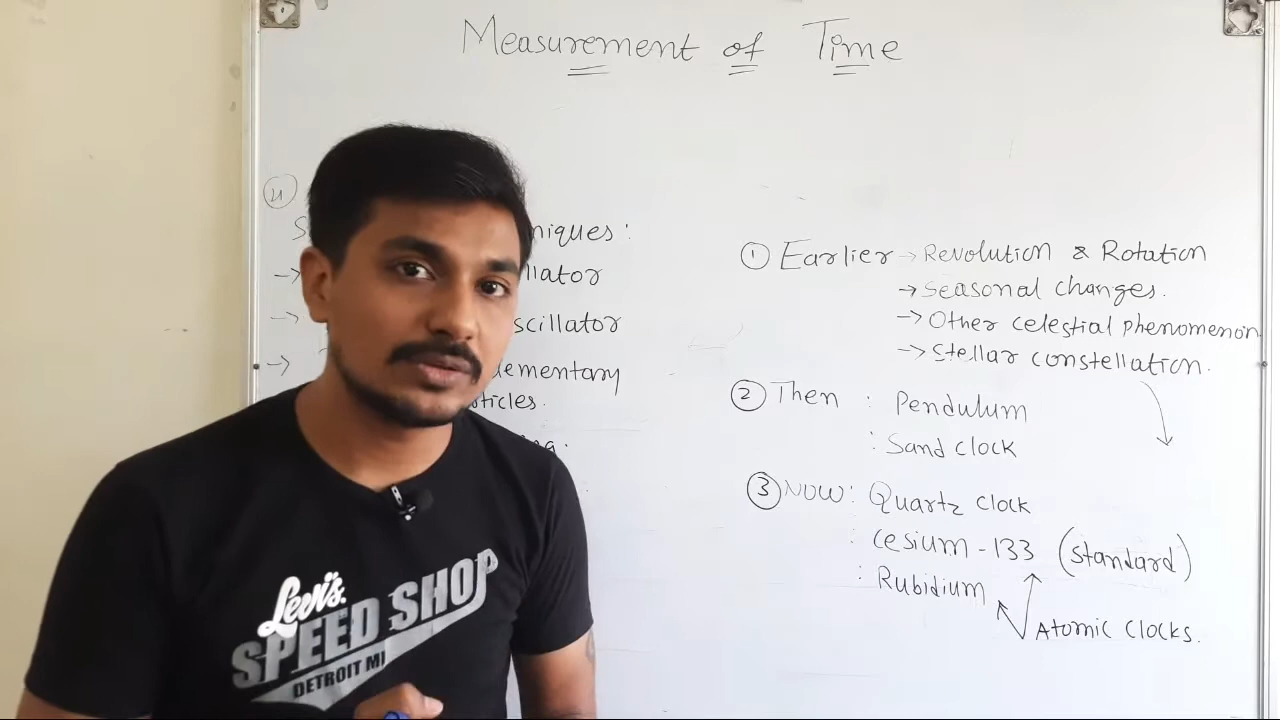 Measurement of Time
niques :
llator
scillator
lementary
ticles.
① Earlier → Revolution & Rotation
→ Seasonal changes.
→ Other celestial phenomenon
→ Stellar constellation.
② Then : Pendulum
: Sand clock
③ Now : Quartz clock
: cesium-133 (standard)
: Rubidium
Atomic clocks.
Levi's.
SPEED SHOP
DETROIT MI